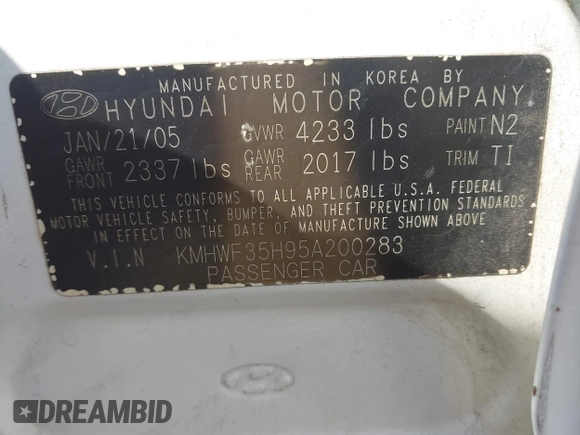 MANUFACTURED IN KOREA BY
HYUNDAI MOTOR COMPANY
JAN/21/05 GVWR 4233 lbs PAINT N2
GAWR FRONT 2337 lbs GAWR REAR 2017 lbs TRIM TI
THIS VEHICLE CONFORMS TO ALL APPLICABLE U.S.A. FEDERAL
MOTOR VEHICLE SAFETY, BUMPER, AND THEFT PREVENTION STANDARDS
IN EFFECT ON THE DATE OF MANUFACTURE SHOWN ABOVE
V.I.N KMHWF35H95A200283
PASSENGER CAR
DREAMBID